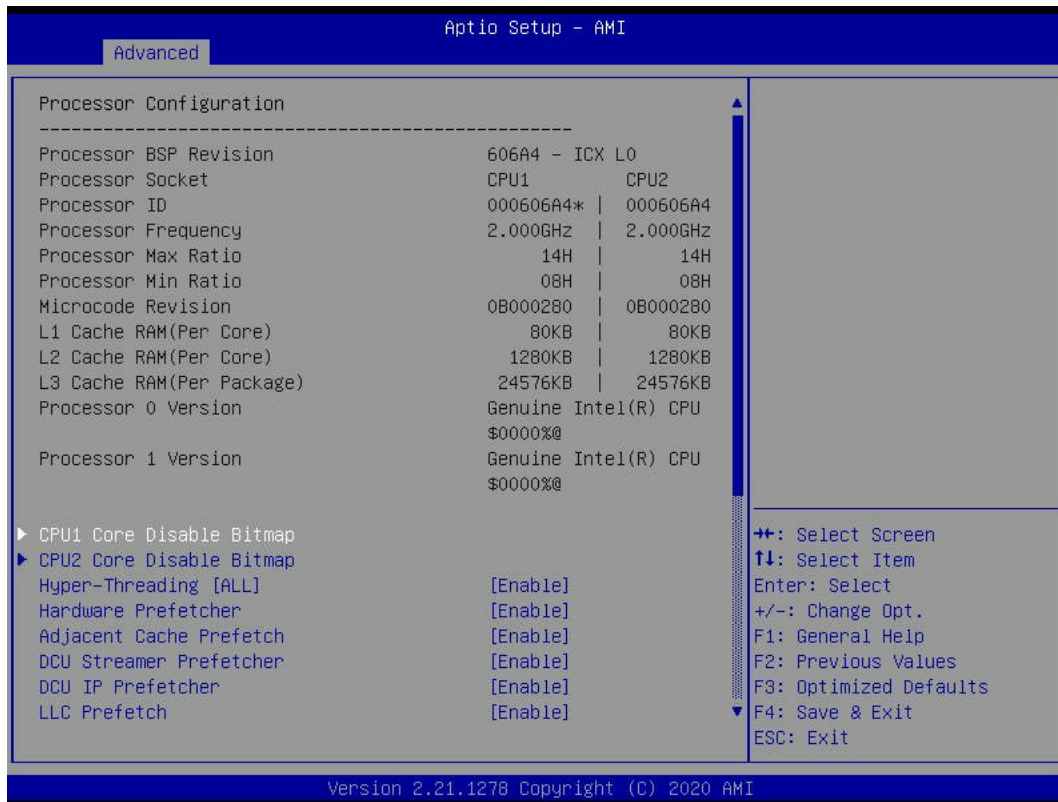 Aptio Setup - AMI
Advanced
Processor Configuration
--------------------------------------------------
Processor BSP Revision 606A4 - ICX L0
Processor Socket CPU1 CPU2
Processor ID 000606A4* | 000606A4
Processor Frequency 2.000GHz | 2.000GHz
Processor Max Ratio 14H | 14H
Processor Min Ratio 08H | 08H
Microcode Revision 0B000280 | 0B000280
L1 Cache RAM(Per Core) 80KB | 80KB
L2 Cache RAM(Per Core) 1280KB | 1280KB
L3 Cache RAM(Per Package) 24576KB | 24576KB
Processor 0 Version Genuine Intel(R) CPU
$0000%@
Processor 1 Version Genuine Intel(R) CPU
$0000%@
CPU1 Core Disable Bitmap
CPU2 Core Disable Bitmap
Hyper-Threading [ALL] [Enable]
Hardware Prefetcher [Enable]
Adjacent Cache Prefetch [Enable]
DCU Streamer Prefetcher [Enable]
DCU IP Prefetcher [Enable]
LLC Prefetch [Enable]
→←: Select Screen
↑↓: Select Item
Enter: Select
+/-: Change Opt.
F1: General Help
F2: Previous Values
F3: Optimized Defaults
F4: Save & Exit
ESC: Exit
Version 2.21.1278 Copyright (C) 2020 AMI